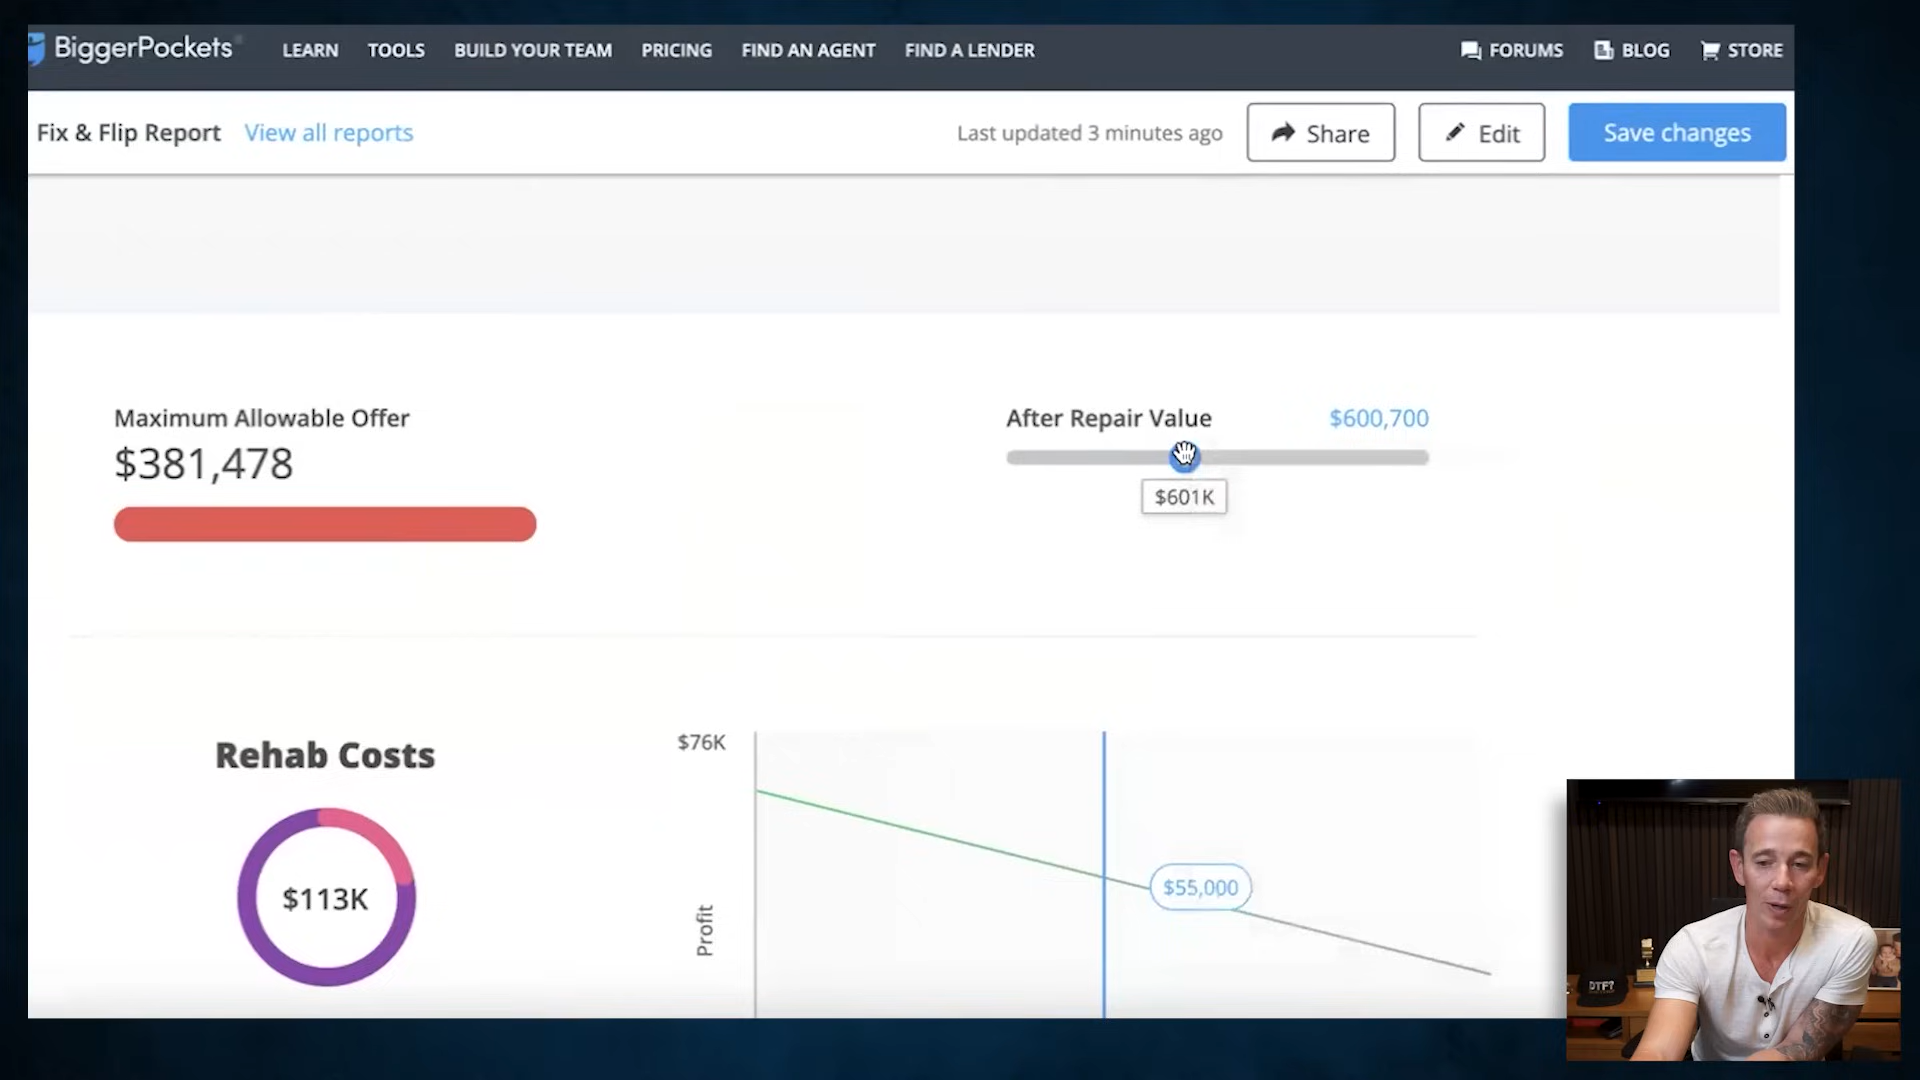 BiggerPockets LEARN TOOLS BUILD YOUR TEAM PRICING FIND AN AGENT FIND A LENDER FORUMS BLOG STORE
Fix & Flip Report View all reports Last updated 3 minutes ago Share Edit Save changes
Maximum Allowable Offer
$381,478
After Repair Value $600,700
$601K
Rehab Costs
$113K
$76K
Profit
$55,000
DTF?